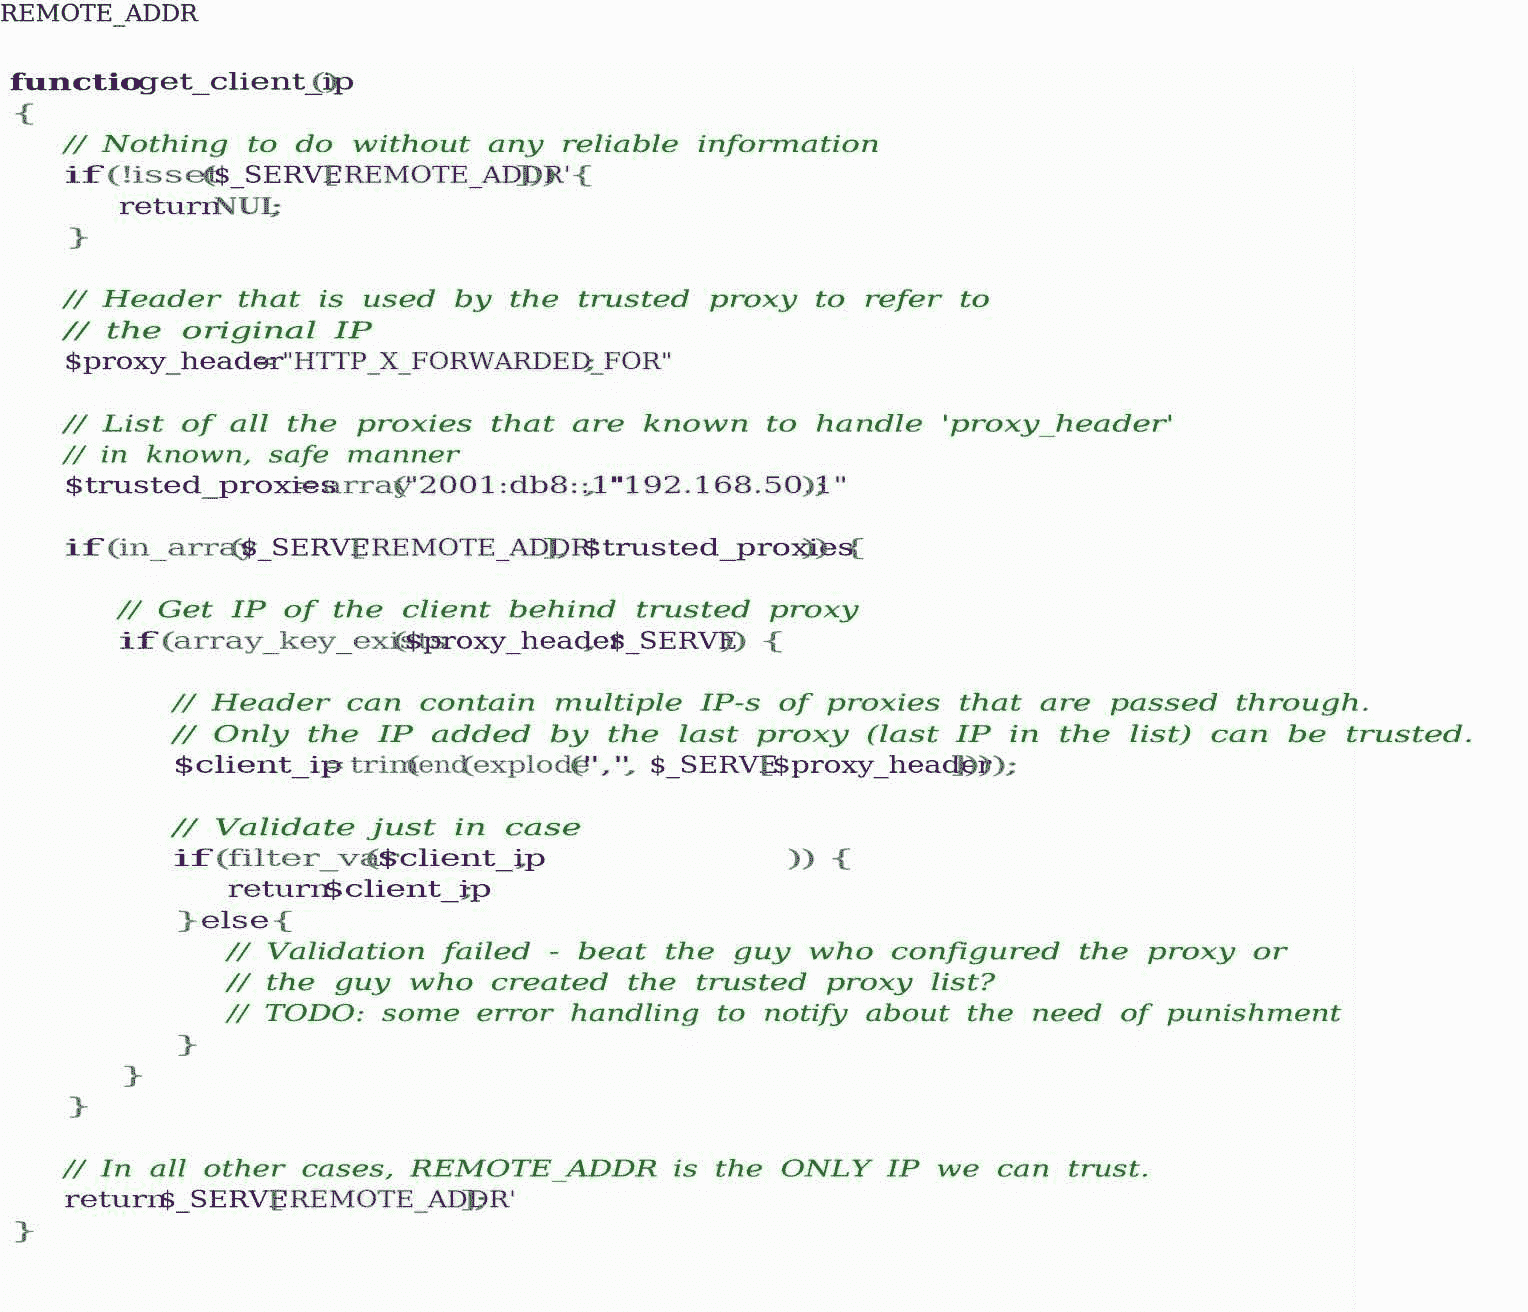 REMOTE_ADDR
functio get_client_ip()
{
// Nothing to do without any reliable information
if (!isset($_SERVE[REMOTE_ADDR'])) {
return NUL;
}
// Header that is used by the trusted proxy to refer to
// the original IP
$proxy_header = "HTTP_X_FORWARDED_FOR";
// List of all the proxies that are known to handle 'proxy_header'
// in known, safe manner
$trusted_proxies = array("2001:db8::1", "192.168.50.1");
if (in_array($_SERVE[REMOTE_ADDR'], $trusted_proxies)) {
// Get IP of the client behind trusted proxy
if (array_key_exists($proxy_header, $_SERVE)) {
// Header can contain multiple IP-s of proxies that are passed through.
// Only the IP added by the last proxy (last IP in the list) can be trusted.
$client_ip = trim(end(explode(",", $_SERVE[$proxy_header])));
// Validate just in case
if (filter_var($client_ip, )) {
return $client_ip;
} else {
// Validation failed - beat the guy who configured the proxy or
// the guy who created the trusted proxy list?
// TODO: some error handling to notify about the need of punishment
}
}
}
// In all other cases, REMOTE_ADDR is the ONLY IP we can trust.
return $_SERVE[REMOTE_ADDR'];
}